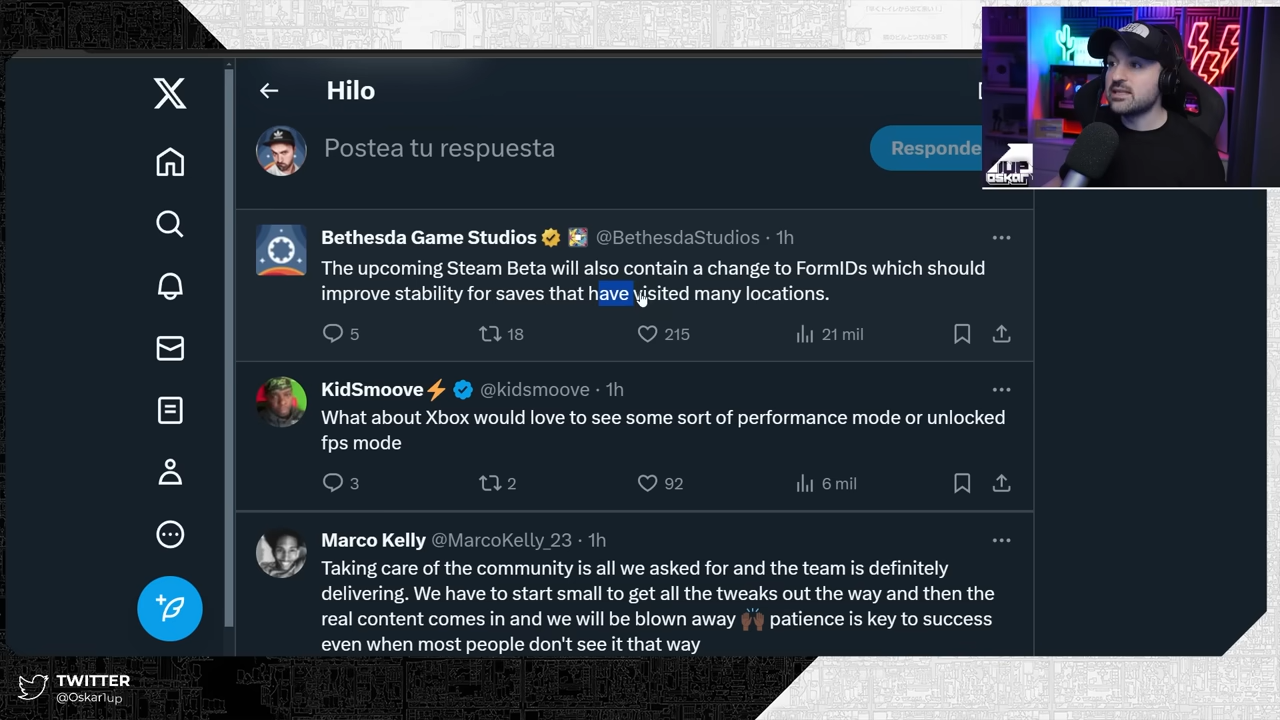 Hilo
Postea tu respuesta
Responde
Bethesda Game Studios @BethesdaStudios · 1h
The upcoming Steam Beta will also contain a change to FormIDs which should
improve stability for saves that have visited many locations.
5 18 215 21 mil
KidSmoove⚡ @kidsmoove · 1h
What about Xbox would love to see some sort of performance mode or unlocked
fps mode
3 2 92 6 mil
Marco Kelly @MarcoKelly_23 · 1h
Taking care of the community is all we asked for and the team is definitely
delivering. We have to start small to get all the tweaks out the way and then the
real content comes in and we will be blown away 🙌🏾 patience is key to success
even when most people don't see it that way
1UP
oskar
TWITTER
@Oskar1up